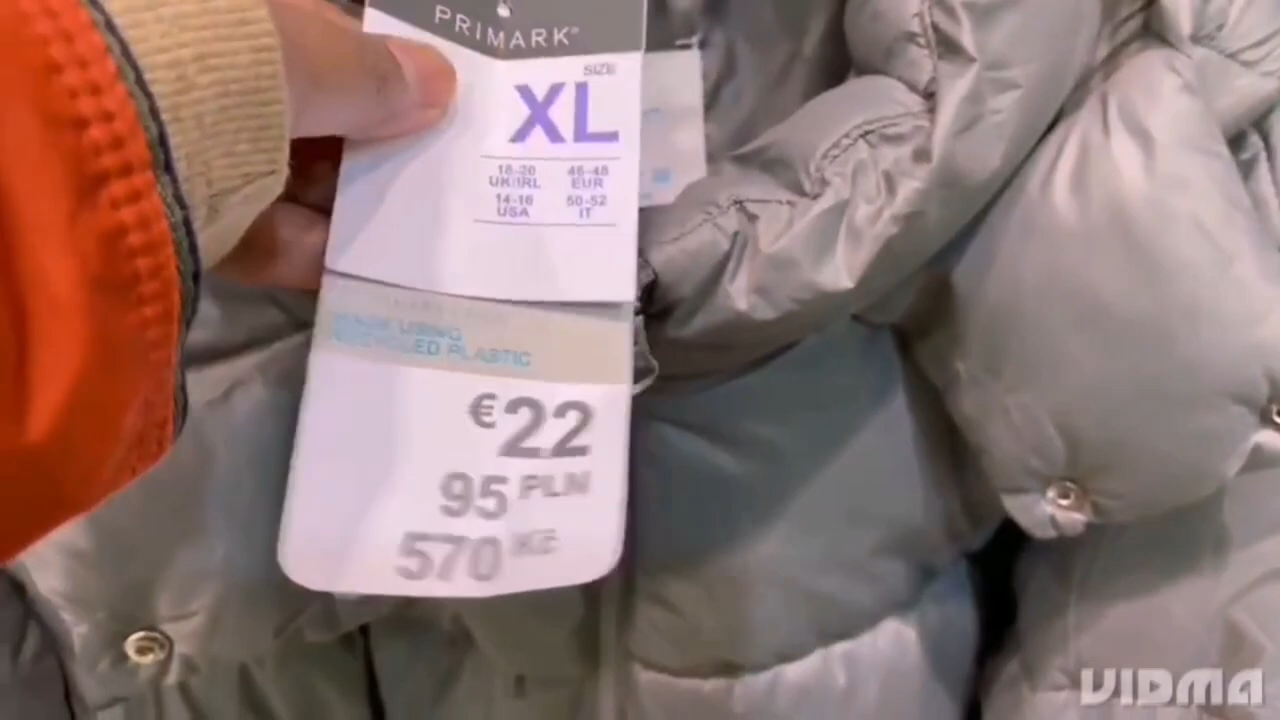 PRIMARK®
SIZE
XL
18-20 46-48
UK/IRL EUR
14-16 50-52
USA IT
USING
RECYCLED PLASTIC
€22
95 PLN
570 KČ
VIDMA